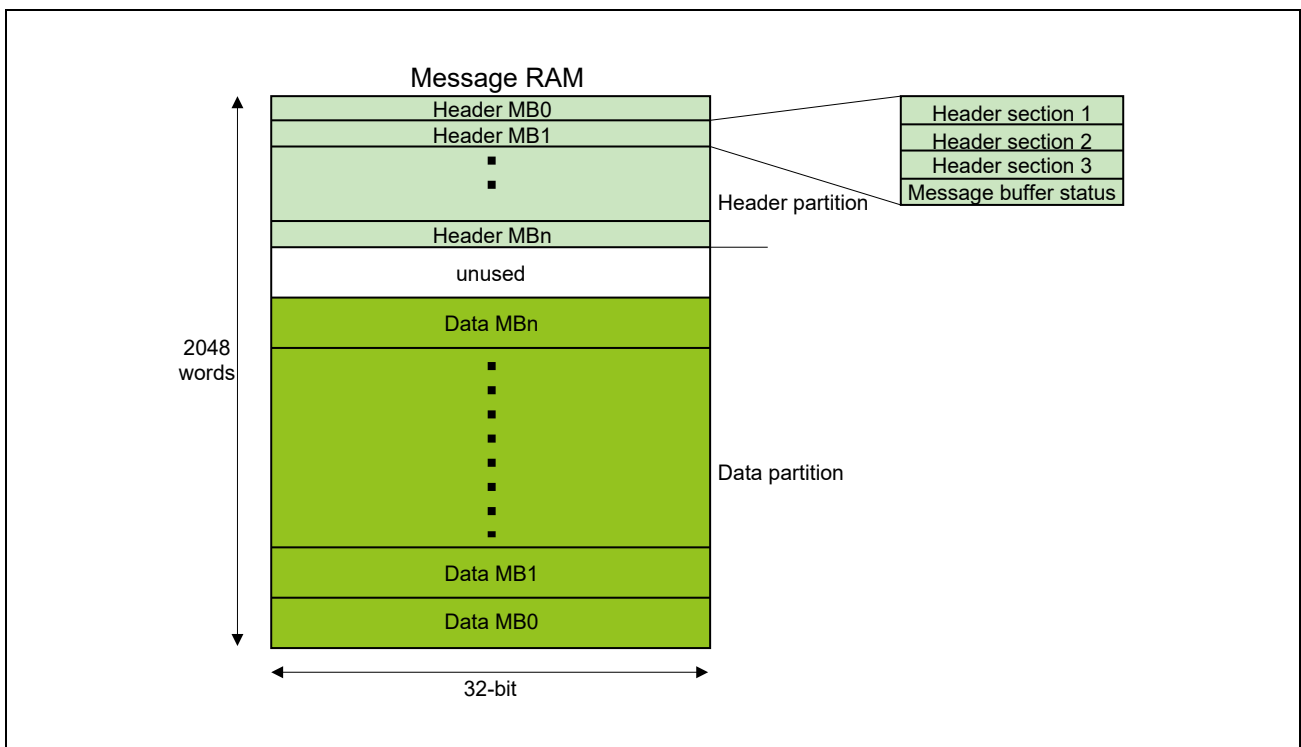 Message RAM
Header MB0
Header MB1
Header MBn
unused
Data MBn
Data MB1
Data MB0
2048
words
32-bit
Header partition
Data partition
Header section 1
Header section 2
Header section 3
Message buffer status